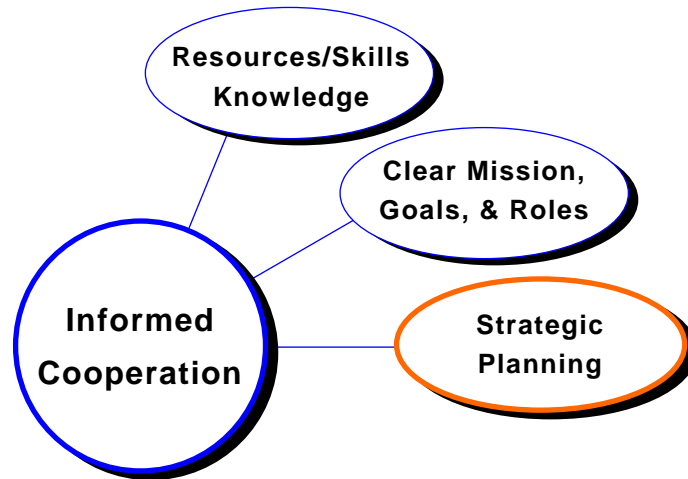 Resources/Skills
Knowledge
Clear Mission,
Goals, & Roles
Informed
Cooperation
Strategic
Planning